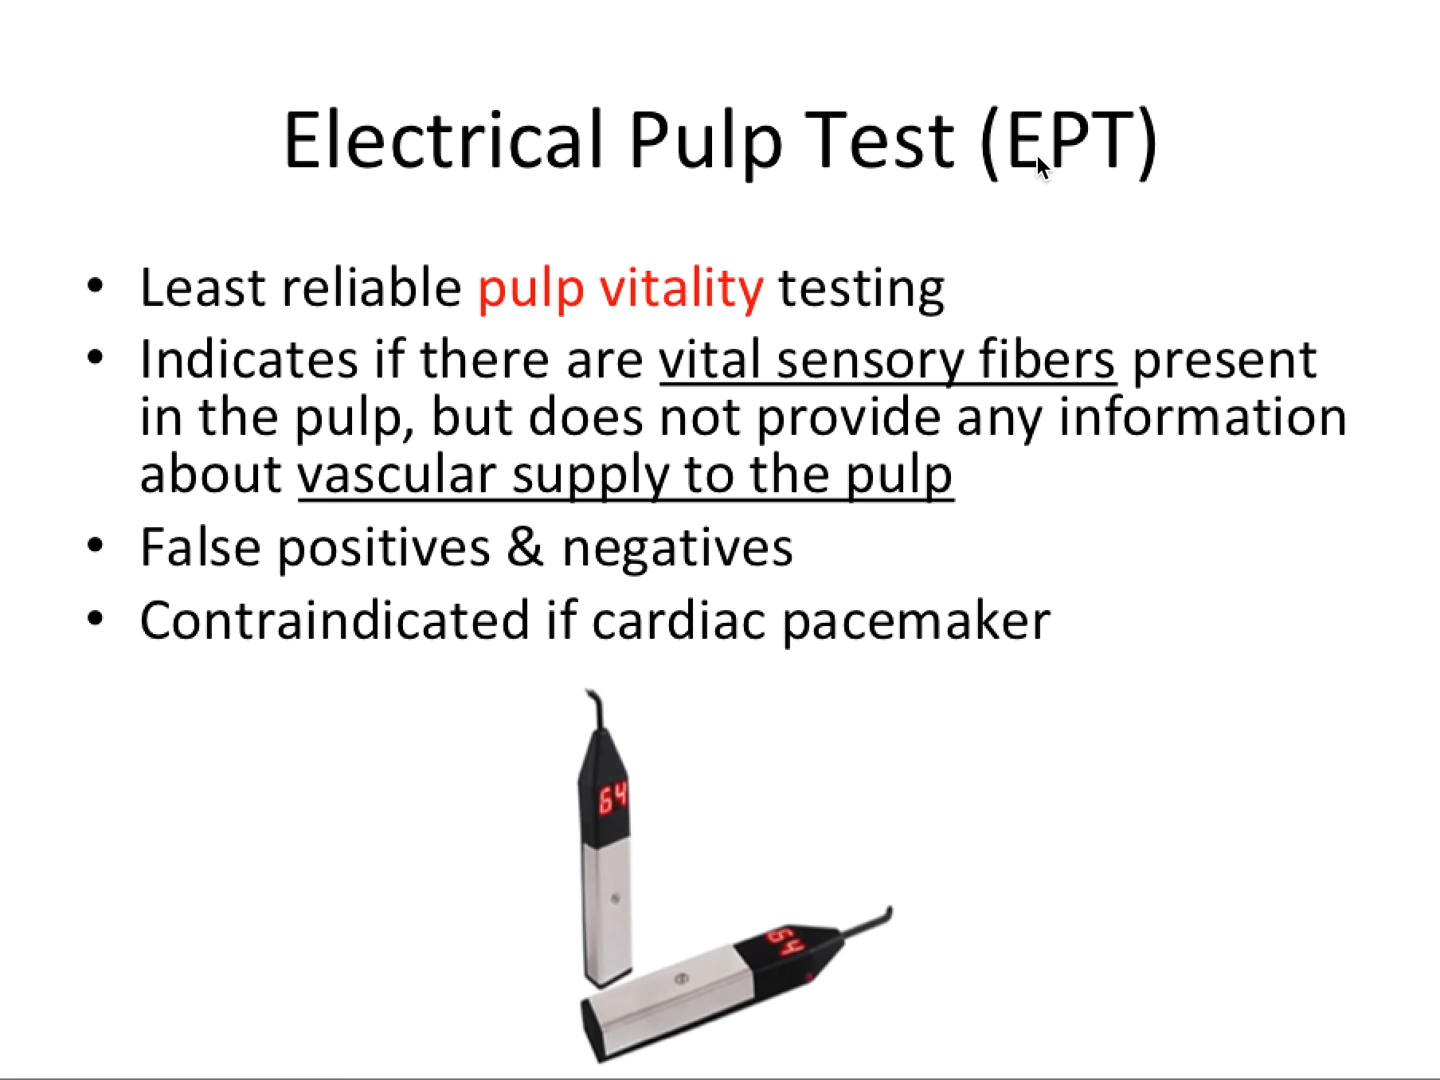 Electrical Pulp Test (EPT)
• Least reliable pulp vitality testing
• Indicates if there are vital sensory fibers present
in the pulp, but does not provide any information
about vascular supply to the pulp
• False positives & negatives
• Contraindicated if cardiac pacemaker
64
64